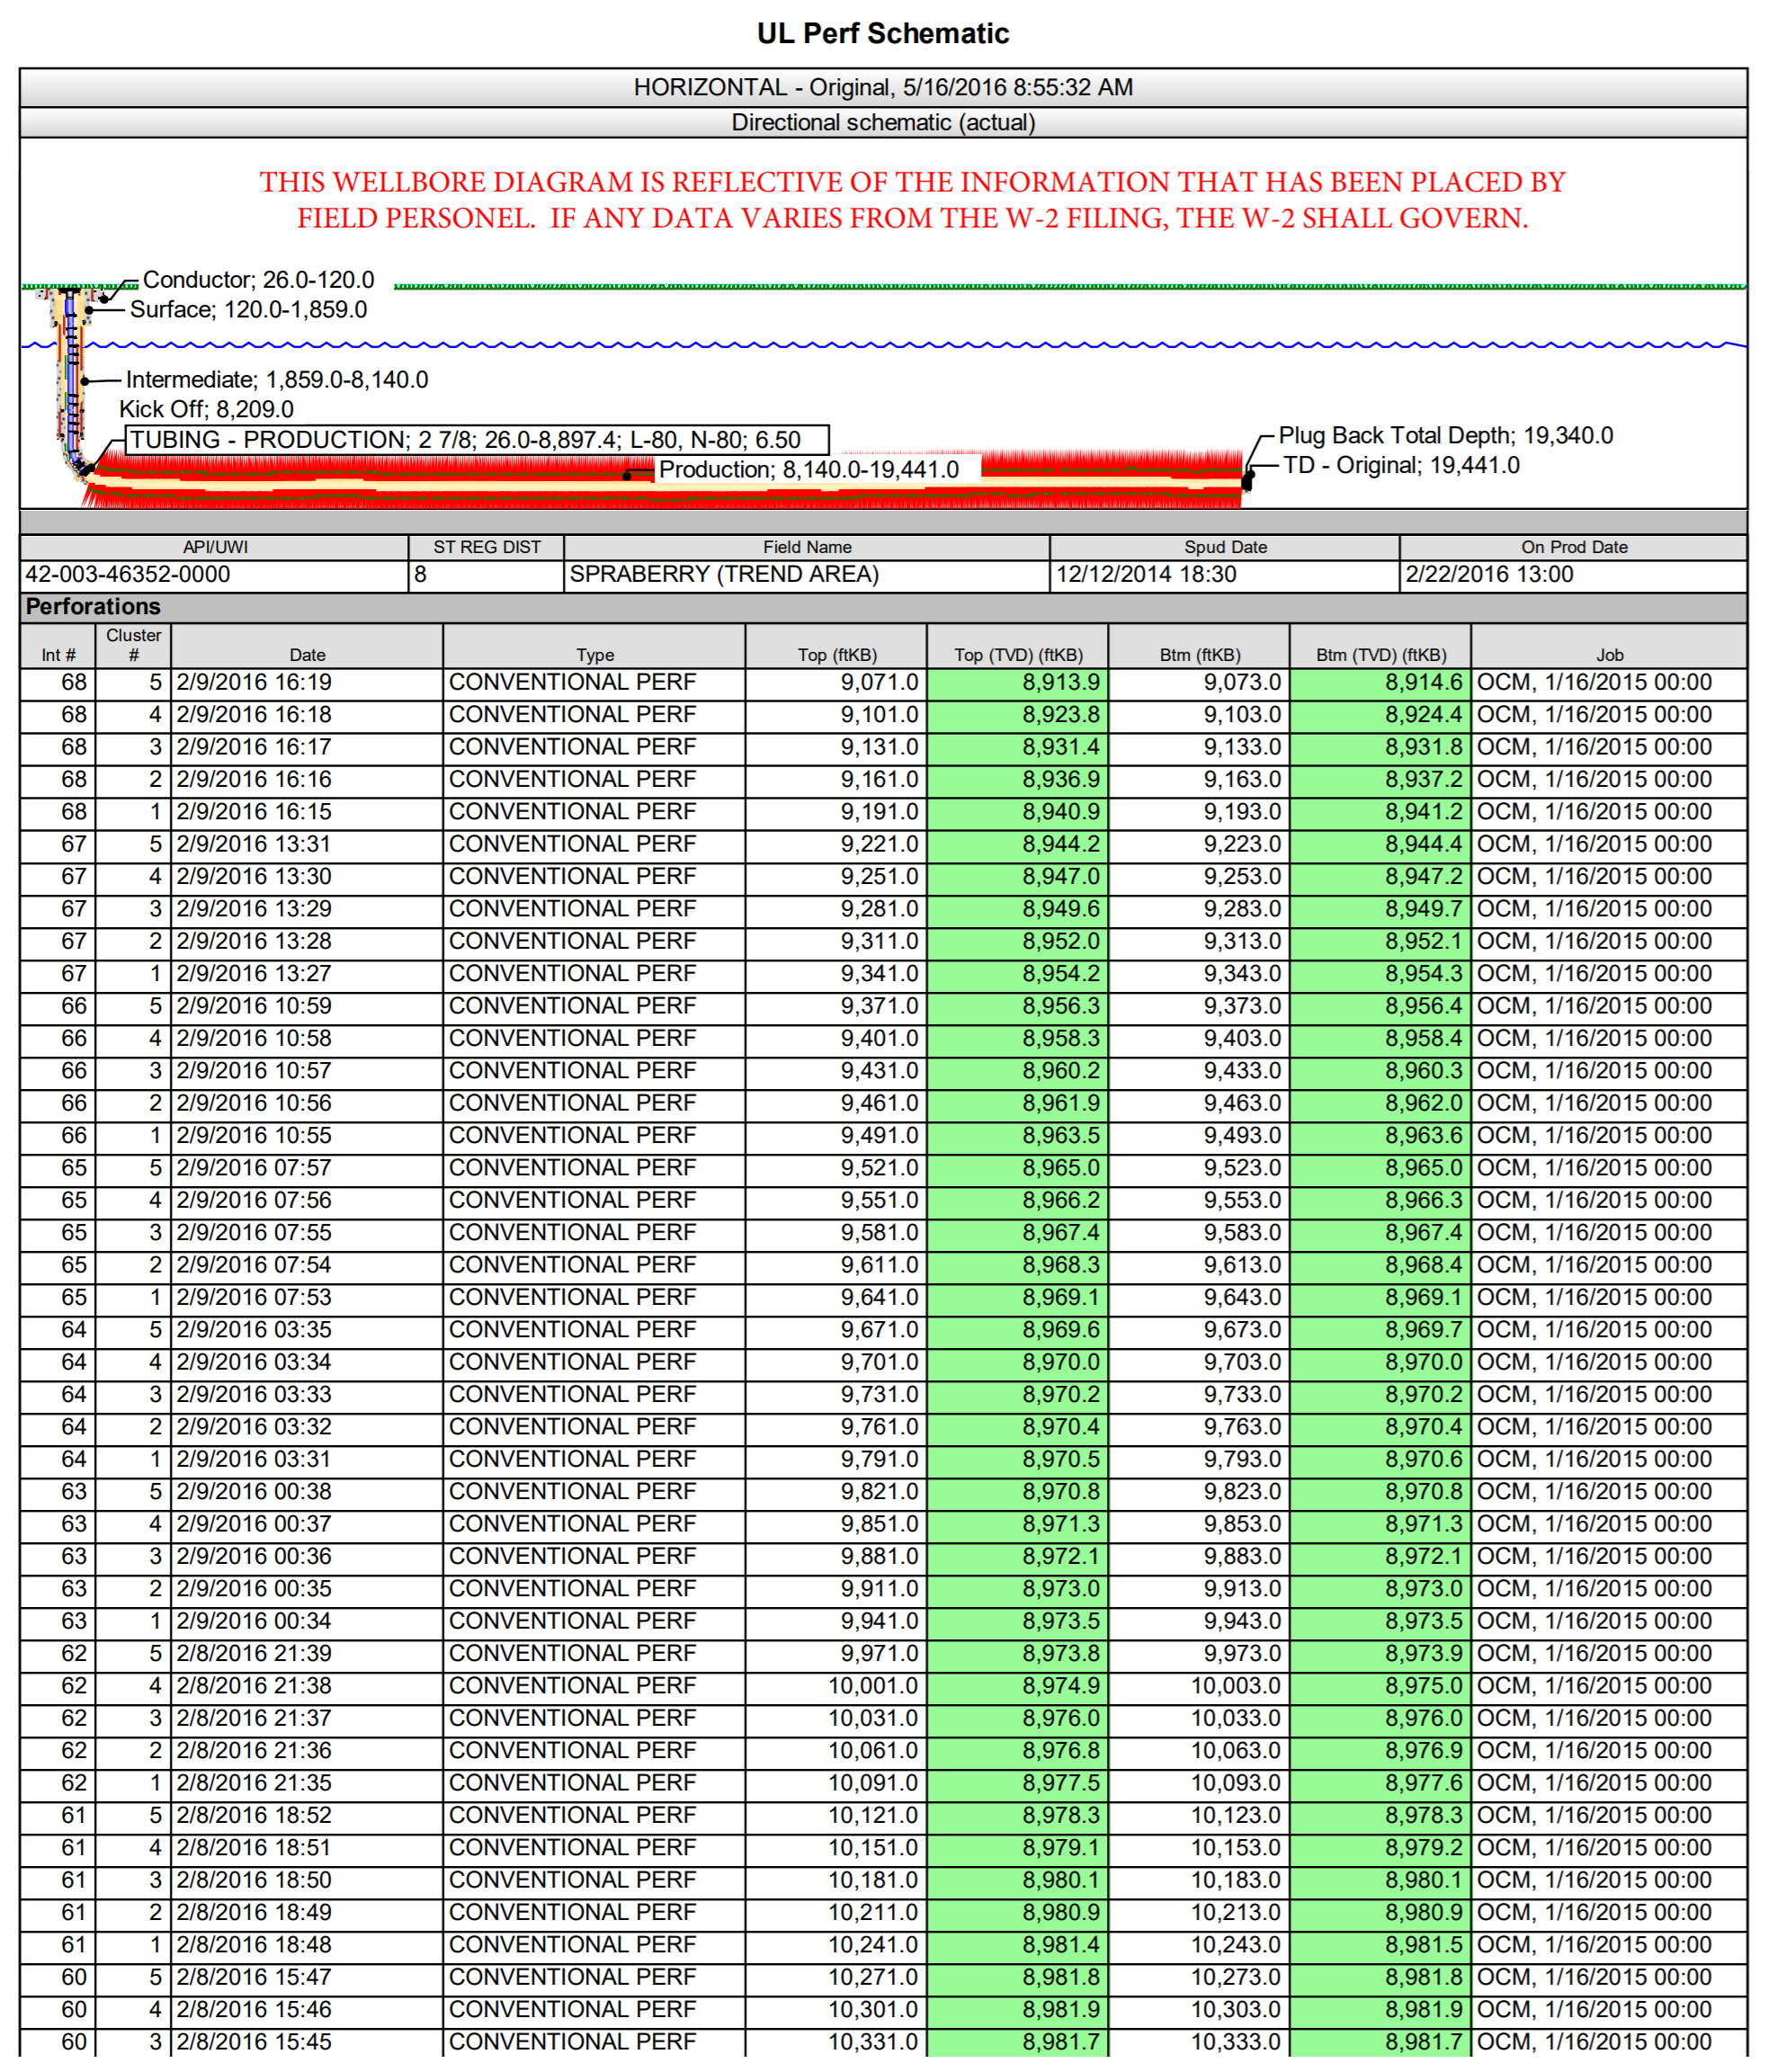 UL Perf Schematic
HORIZONTAL - Original, 5/16/2016 8:55:32 AM
Directional schematic (actual)
THIS WELLBORE DIAGRAM IS REFLECTIVE OF THE INFORMATION THAT HAS BEEN PLACED BY
FIELD PERSONEL. IF ANY DATA VARIES FROM THE W-2 FILING, THE W-2 SHALL GOVERN.
Conductor; 26.0-120.0
Surface; 120.0-1,859.0
Intermediate; 1,859.0-8,140.0
Kick Off; 8,209.0
TUBING - PRODUCTION; 2 7/8; 26.0-8,897.4; L-80, N-80; 6.50
Plug Back Total Depth; 19,340.0
Production; 8,140.0-19,441.0
TD - Original; 19,441.0
API/UWI ST REG DIST Field Name Spud Date On Prod Date
42-003-46352-0000 8 SPRABERRY (TREND AREA) 12/12/2014 18:30 2/22/2016 13:00
Perforations
Int # Cluster # Date Type Top (ftKB) Top (TVD) (ftKB) Btm (ftKB) Btm (TVD) (ftKB) Job
68 5 2/9/2016 16:19 CONVENTIONAL PERF 9,071.0 8,913.9 9,073.0 8,914.6 OCM, 1/16/2015 00:00
68 4 2/9/2016 16:18 CONVENTIONAL PERF 9,101.0 8,923.8 9,103.0 8,924.4 OCM, 1/16/2015 00:00
68 3 2/9/2016 16:17 CONVENTIONAL PERF 9,131.0 8,931.4 9,133.0 8,931.8 OCM, 1/16/2015 00:00
68 2 2/9/2016 16:16 CONVENTIONAL PERF 9,161.0 8,936.9 9,163.0 8,937.2 OCM, 1/16/2015 00:00
68 1 2/9/2016 16:15 CONVENTIONAL PERF 9,191.0 8,940.9 9,193.0 8,941.2 OCM, 1/16/2015 00:00
67 5 2/9/2016 13:31 CONVENTIONAL PERF 9,221.0 8,944.2 9,223.0 8,944.4 OCM, 1/16/2015 00:00
67 4 2/9/2016 13:30 CONVENTIONAL PERF 9,251.0 8,947.0 9,253.0 8,947.2 OCM, 1/16/2015 00:00
67 3 2/9/2016 13:29 CONVENTIONAL PERF 9,281.0 8,949.6 9,283.0 8,949.7 OCM, 1/16/2015 00:00
67 2 2/9/2016 13:28 CONVENTIONAL PERF 9,311.0 8,952.0 9,313.0 8,952.1 OCM, 1/16/2015 00:00
67 1 2/9/2016 13:27 CONVENTIONAL PERF 9,341.0 8,954.2 9,343.0 8,954.3 OCM, 1/16/2015 00:00
66 5 2/9/2016 10:59 CONVENTIONAL PERF 9,371.0 8,956.3 9,373.0 8,956.4 OCM, 1/16/2015 00:00
66 4 2/9/2016 10:58 CONVENTIONAL PERF 9,401.0 8,958.3 9,403.0 8,958.4 OCM, 1/16/2015 00:00
66 3 2/9/2016 10:57 CONVENTIONAL PERF 9,431.0 8,960.2 9,433.0 8,960.3 OCM, 1/16/2015 00:00
66 2 2/9/2016 10:56 CONVENTIONAL PERF 9,461.0 8,961.9 9,463.0 8,962.0 OCM, 1/16/2015 00:00
66 1 2/9/2016 10:55 CONVENTIONAL PERF 9,491.0 8,963.5 9,493.0 8,963.6 OCM, 1/16/2015 00:00
65 5 2/9/2016 07:57 CONVENTIONAL PERF 9,521.0 8,965.0 9,523.0 8,965.0 OCM, 1/16/2015 00:00
65 4 2/9/2016 07:56 CONVENTIONAL PERF 9,551.0 8,966.2 9,553.0 8,966.3 OCM, 1/16/2015 00:00
65 3 2/9/2016 07:55 CONVENTIONAL PERF 9,581.0 8,967.4 9,583.0 8,967.4 OCM, 1/16/2015 00:00
65 2 2/9/2016 07:54 CONVENTIONAL PERF 9,611.0 8,968.3 9,613.0 8,968.4 OCM, 1/16/2015 00:00
65 1 2/9/2016 07:53 CONVENTIONAL PERF 9,641.0 8,969.1 9,643.0 8,969.1 OCM, 1/16/2015 00:00
64 5 2/9/2016 03:35 CONVENTIONAL PERF 9,671.0 8,969.6 9,673.0 8,969.7 OCM, 1/16/2015 00:00
64 4 2/9/2016 03:34 CONVENTIONAL PERF 9,701.0 8,970.0 9,703.0 8,970.0 OCM, 1/16/2015 00:00
64 3 2/9/2016 03:33 CONVENTIONAL PERF 9,731.0 8,970.2 9,733.0 8,970.2 OCM, 1/16/2015 00:00
64 2 2/9/2016 03:32 CONVENTIONAL PERF 9,761.0 8,970.4 9,763.0 8,970.4 OCM, 1/16/2015 00:00
64 1 2/9/2016 03:31 CONVENTIONAL PERF 9,791.0 8,970.5 9,793.0 8,970.6 OCM, 1/16/2015 00:00
63 5 2/9/2016 00:38 CONVENTIONAL PERF 9,821.0 8,970.8 9,823.0 8,970.8 OCM, 1/16/2015 00:00
63 4 2/9/2016 00:37 CONVENTIONAL PERF 9,851.0 8,971.3 9,853.0 8,971.3 OCM, 1/16/2015 00:00
63 3 2/9/2016 00:36 CONVENTIONAL PERF 9,881.0 8,972.1 9,883.0 8,972.1 OCM, 1/16/2015 00:00
63 2 2/9/2016 00:35 CONVENTIONAL PERF 9,911.0 8,973.0 9,913.0 8,973.0 OCM, 1/16/2015 00:00
63 1 2/9/2016 00:34 CONVENTIONAL PERF 9,941.0 8,973.5 9,943.0 8,973.5 OCM, 1/16/2015 00:00
62 5 2/8/2016 21:39 CONVENTIONAL PERF 9,971.0 8,973.8 9,973.0 8,973.9 OCM, 1/16/2015 00:00
62 4 2/8/2016 21:38 CONVENTIONAL PERF 10,001.0 8,974.9 10,003.0 8,975.0 OCM, 1/16/2015 00:00
62 3 2/8/2016 21:37 CONVENTIONAL PERF 10,031.0 8,976.0 10,033.0 8,976.0 OCM, 1/16/2015 00:00
62 2 2/8/2016 21:36 CONVENTIONAL PERF 10,061.0 8,976.8 10,063.0 8,976.9 OCM, 1/16/2015 00:00
62 1 2/8/2016 21:35 CONVENTIONAL PERF 10,091.0 8,977.5 10,093.0 8,977.6 OCM, 1/16/2015 00:00
61 5 2/8/2016 18:52 CONVENTIONAL PERF 10,121.0 8,978.3 10,123.0 8,978.3 OCM, 1/16/2015 00:00
61 4 2/8/2016 18:51 CONVENTIONAL PERF 10,151.0 8,979.1 10,153.0 8,979.2 OCM, 1/16/2015 00:00
61 3 2/8/2016 18:50 CONVENTIONAL PERF 10,181.0 8,980.1 10,183.0 8,980.1 OCM, 1/16/2015 00:00
61 2 2/8/2016 18:49 CONVENTIONAL PERF 10,211.0 8,980.9 10,213.0 8,980.9 OCM, 1/16/2015 00:00
61 1 2/8/2016 18:48 CONVENTIONAL PERF 10,241.0 8,981.4 10,243.0 8,981.5 OCM, 1/16/2015 00:00
60 5 2/8/2016 15:47 CONVENTIONAL PERF 10,271.0 8,981.8 10,273.0 8,981.8 OCM, 1/16/2015 00:00
60 4 2/8/2016 15:46 CONVENTIONAL PERF 10,301.0 8,981.9 10,303.0 8,981.9 OCM, 1/16/2015 00:00
60 3 2/8/2016 15:45 CONVENTIONAL PERF 10,331.0 8,981.7 10,333.0 8,981.7 OCM, 1/16/2015 00:00